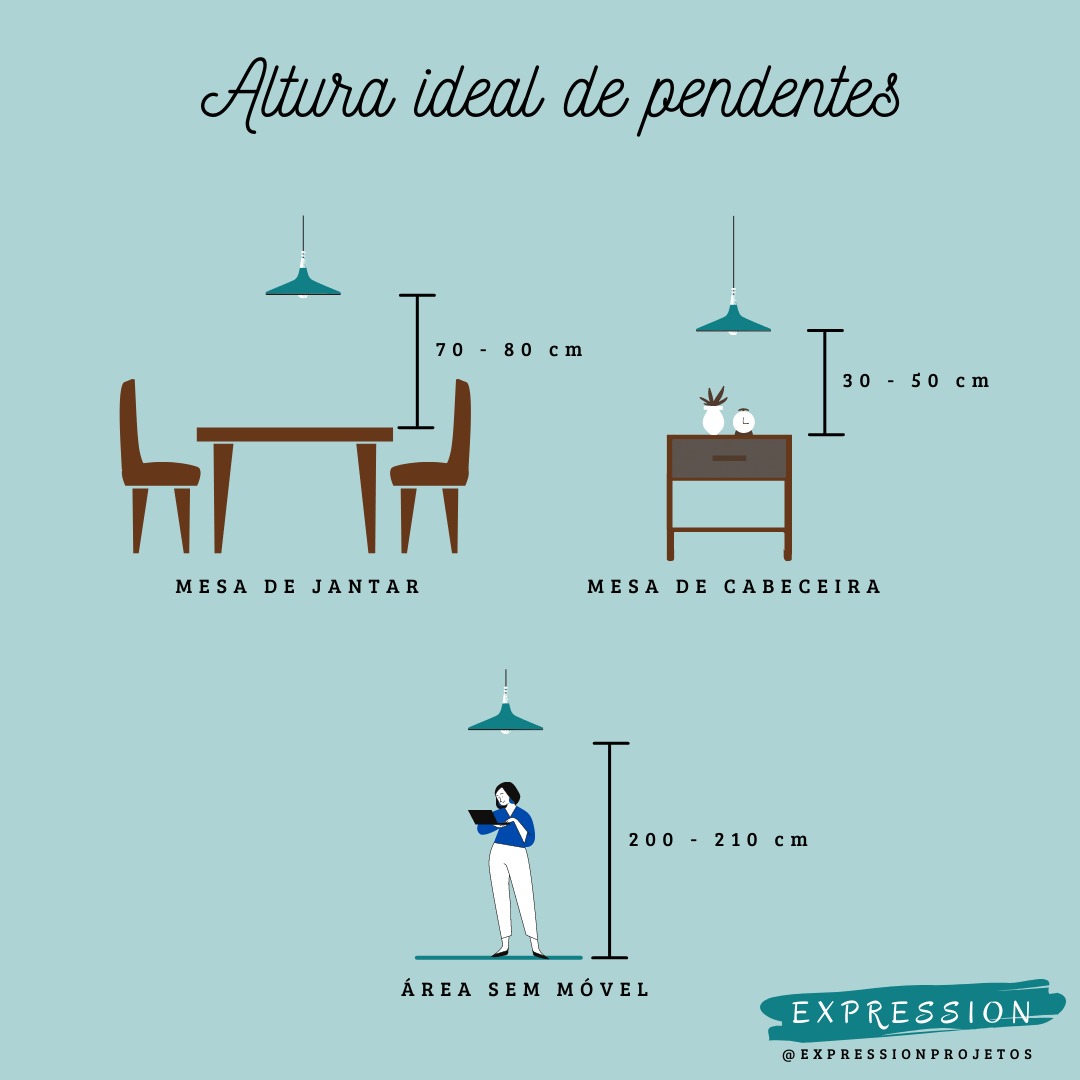 Altura ideal de pendentes
70 - 80 cm
30 - 50 cm
MESA DE JANTAR
MESA DE CABECEIRA
200 - 210 cm
ÁREA SEM MÓVEL
EXPRESSION
@EXPRESSIONPROJETOS